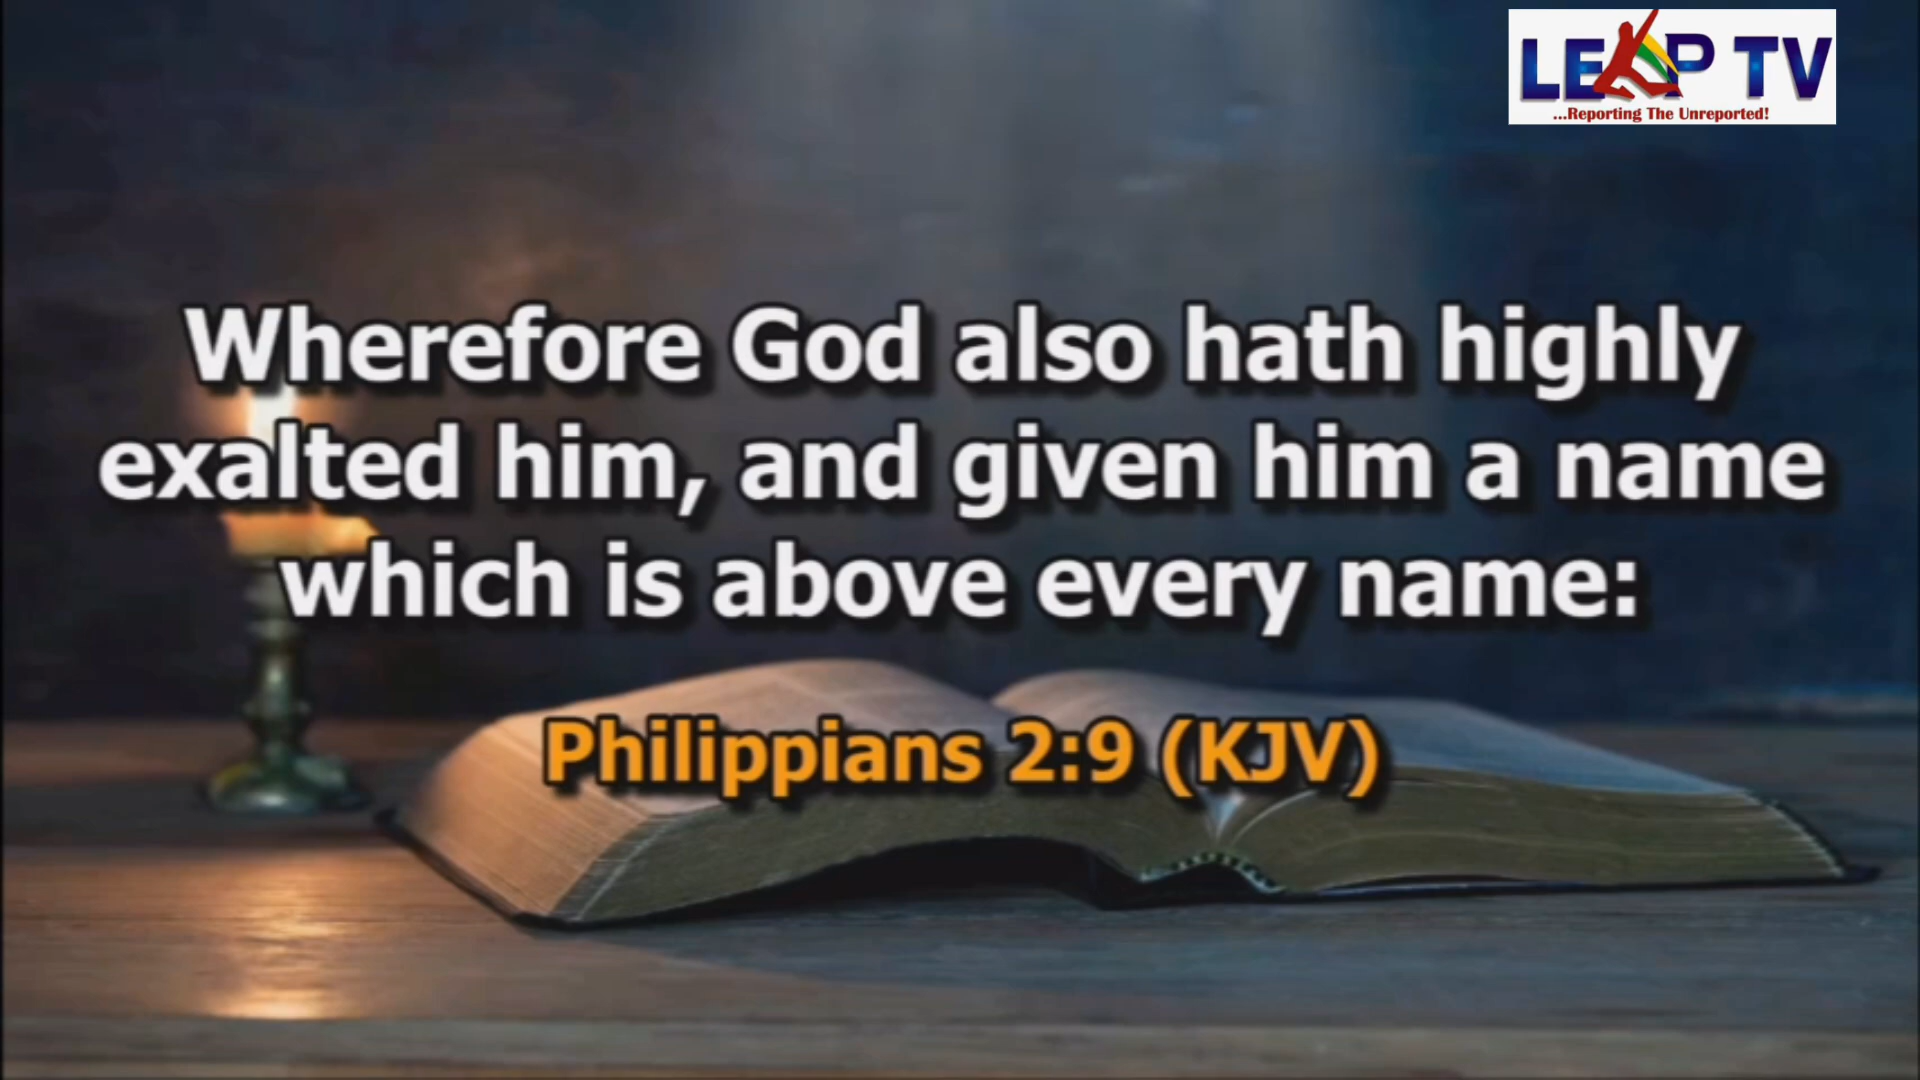 LEAP TV
...Reporting The Unreported!
Wherefore God also hath highly
exalted him, and given him a name
which is above every name:
Philippians 2:9 (KJV)